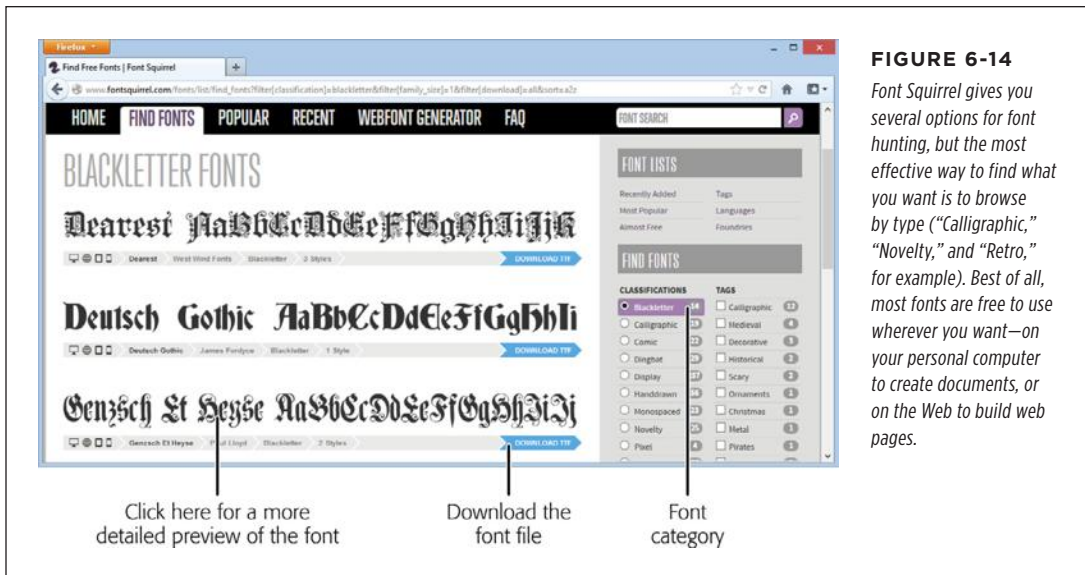 Firefox
Find Free Fonts | Font Squirrel
www.fontsquirrel.com/fonts/list/find_fonts?filter[classification]=blackletter&filter[family_size]=1&filter[download]=all&sort=a2z
HOME FIND FONTS POPULAR RECENT WEBFONT GENERATOR FAQ
FONT SEARCH
BLACKLETTER FONTS
Dearest AaBbCcDdEeFfGgHhIiJjK
Dearest West Wind Fonts Blackletter 2 Styles DOWNLOAD TTF
Deutsch Gothic AaBbCcDdEeFfGgHhIi
Deutsch Gothic James Fordyce Blackletter 1 Style DOWNLOAD TTF
Genzsch Et Heyse AaBbCcDdEeFfGgHhIiJj
Genzsch Et Heyse Lloyd Blackletter 2 Styles DOWNLOAD TTF
FONT LISTS
Recently Added Tags
Most Popular Languages
Almost Free Foundries
FIND FONTS
CLASSIFICATIONS TAGS
Blackletter Calligraphic
Calligraphic Medieval
Comic Decorative
Dingbat Historical
Display Scary
Handdrawn Ornaments
Monospaced Christmas
Novelty Metal
Pixel Pirates
Click here for a more
detailed preview of the font
Download the
font file
Font
category
FIGURE 6-14
Font Squirrel gives you
several options for font
hunting, but the most
effective way to find what
you want is to browse
by type (“Calligraphic,”
“Novelty,” and “Retro,”
for example). Best of all,
most fonts are free to use
wherever you want—on
your personal computer
to create documents, or
on the Web to build web
pages.